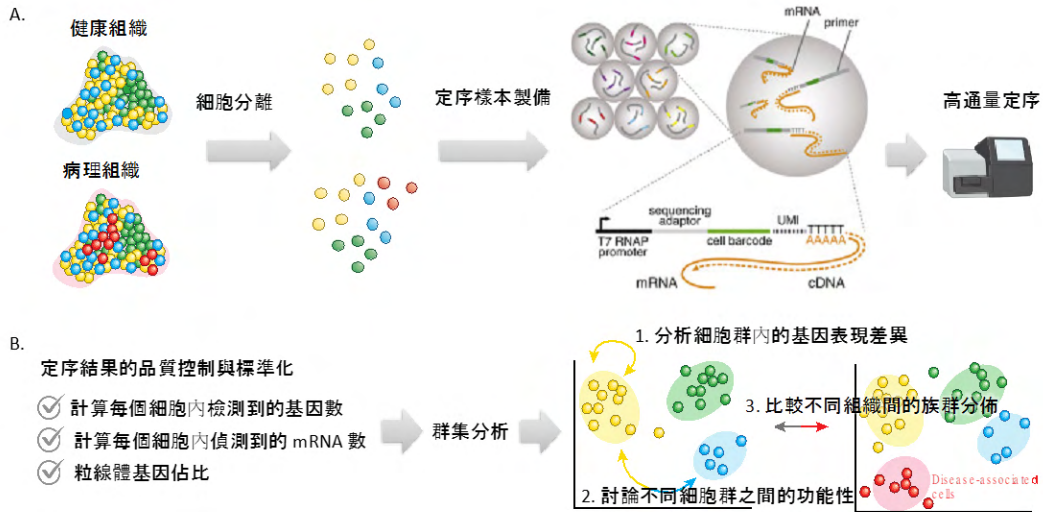 A.
健康組織
病理組織
細胞分離
定序樣本製備
mRNA
primer
TTTT
高通量定序
sequencing
adaptor
UMI
TTTTT
AAAAA
T7 RNAP
promoter
cell barcode
mRNA
cDNA
B.
定序結果的品質控制與標準化
計算每個細胞內檢測到的基因數
計算每個細胞內偵測到的 mRNA 數
粒線體基因佔比
群集分析
1. 分析細胞群內的基因表現差異
2. 討論不同細胞群之間的功能性
3. 比較不同組織間的族群分佈
Disease-associated
cells